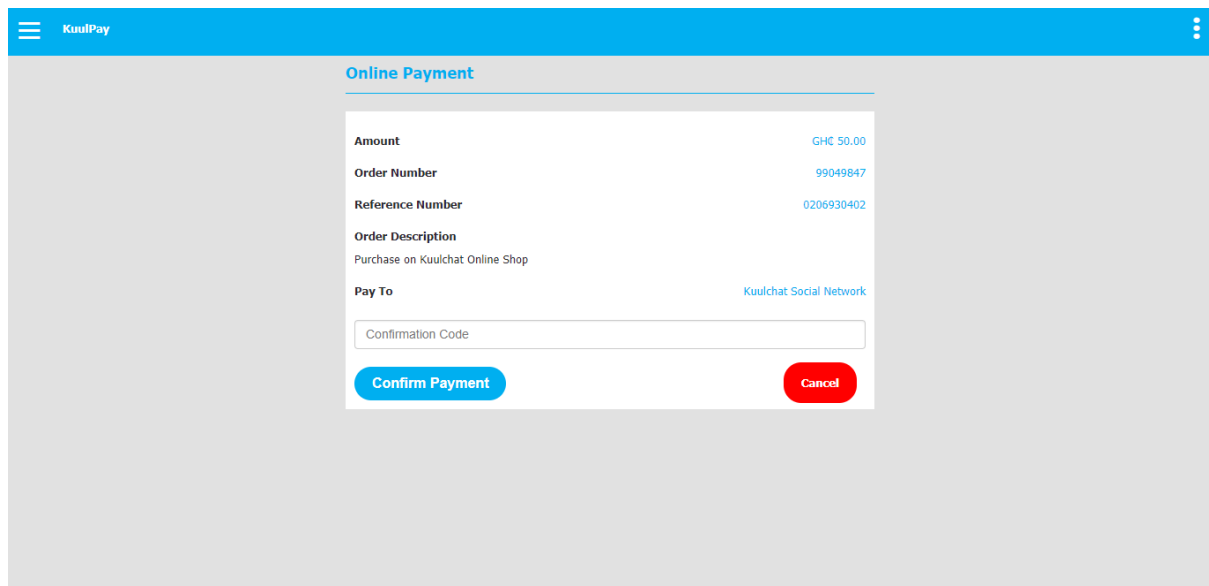 KuulPay
Online Payment
Amount GH₵ 50.00
Order Number 99049847
Reference Number 0206930402
Order Description
Purchase on Kuulchat Online Shop
Pay To Kuulchat Social Network
Confirmation Code
Confirm Payment Cancel